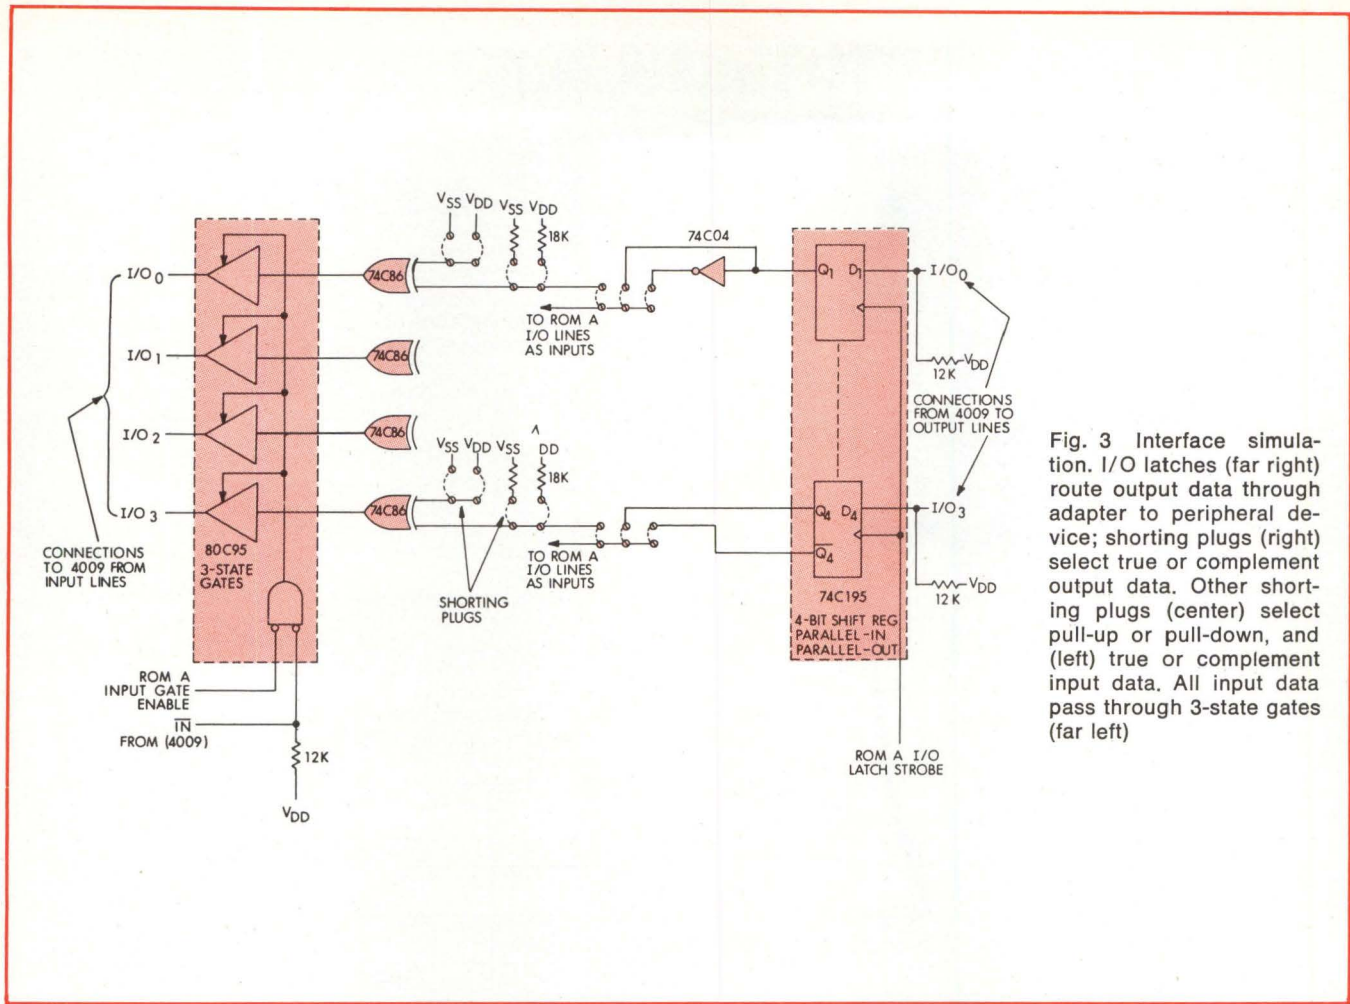 VSS VDD VSS VDD
18K
74C04
74C86
I/O 0
Q1 D1
I/O0
TO ROM A
I/O LINES
AS INPUTS
I/O 1
74C86
VDD
12K
CONNECTIONS
FROM 4009 TO
OUTPUT LINES
I/O 2
74C86
VSS VDD VSS DD
18K
I/O 3
74C86
Q4 D4
I/O3
Q4
CONNECTIONS
TO 4009 FROM
INPUT LINES
80C95
3-STATE
GATES
TO ROM A
I/O LINES
AS INPUTS
SHORTING
PLUGS
74C195
VDD
12K
4-BIT SHIFT REG
PARALLEL-IN
PARALLEL-OUT
ROM A
INPUT GATE
ENABLE
IN
FROM (4009)
12K
VDD
ROM A I/O
LATCH STROBE
Fig. 3 Interface simula-
tion. I/O latches (far right)
route output data through
adapter to peripheral de-
vice; shorting plugs (right)
select true or complement
output data. Other short-
ing plugs (center) select
pull-up or pull-down, and
(left) true or complement
input data. All input data
pass through 3-state gates
(far left)